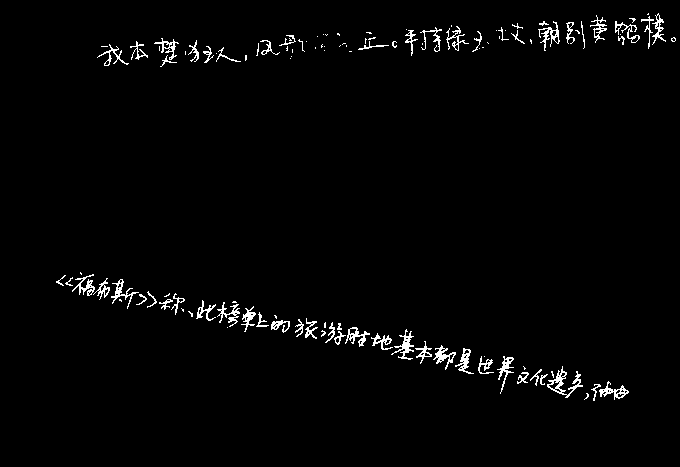 我本楚狂人，凤歌笑孔丘。手持绿玉杖，朝别黄鹤楼。
《福布斯》称、此榜单上的旅游胜地基本都是世界文化遗产，